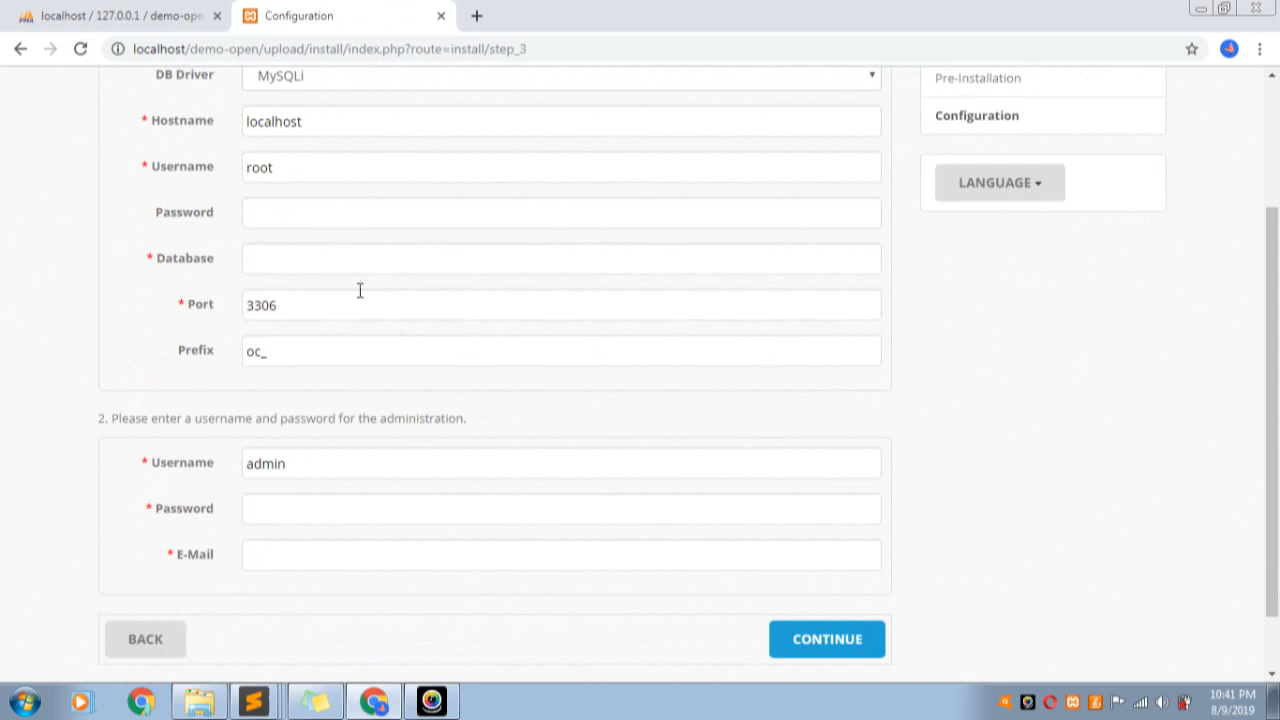 localhost / 127.0.0.1 / demo-ope
Configuration
localhost/demo-open/upload/install/index.php?route=install/step_3
DB Driver
MySQLi
Pre-Installation
* Hostname
localhost
Configuration
* Username
root
LANGUAGE
Password
* Database
* Port
3306
Prefix
oc_
2. Please enter a username and password for the administration.
* Username
admin
* Password
* E-Mail
BACK
CONTINUE
10:41 PM
8/9/2019